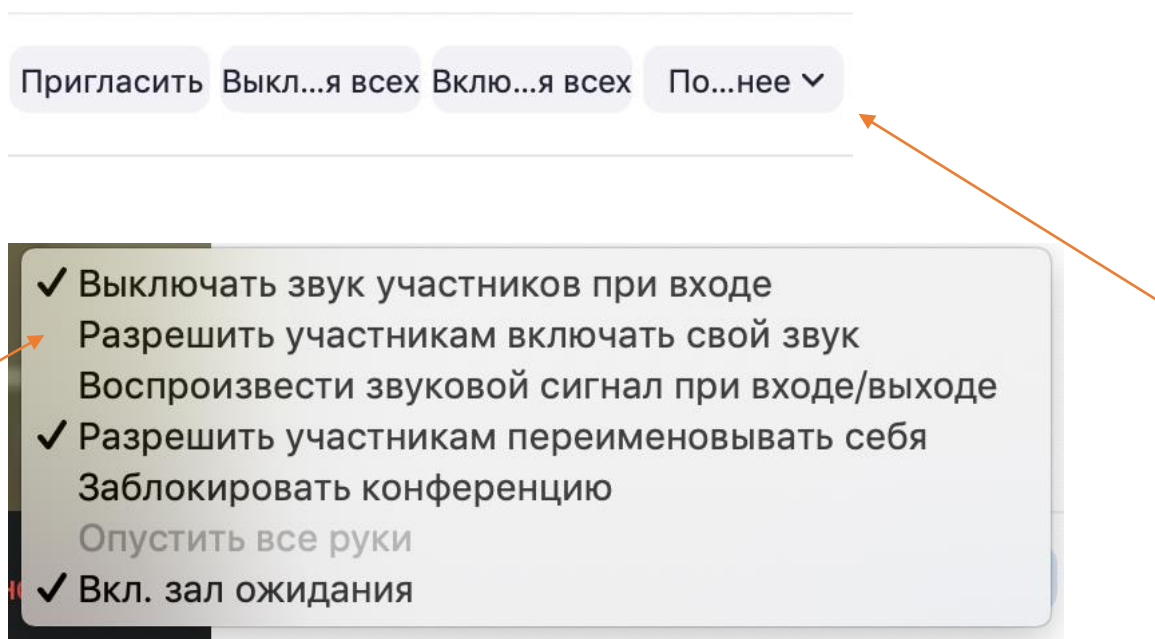 Пригласить Выкл...я всех Вклю...я всех По...нее
✓ Выключать звук участников при входе
Разрешить участникам включать свой звук
Воспроизвести звуковой сигнал при входе/выходе
✓ Разрешить участникам переименовывать себя
Заблокировать конференцию
Опустить все руки
✓ Вкл. зал ожидания